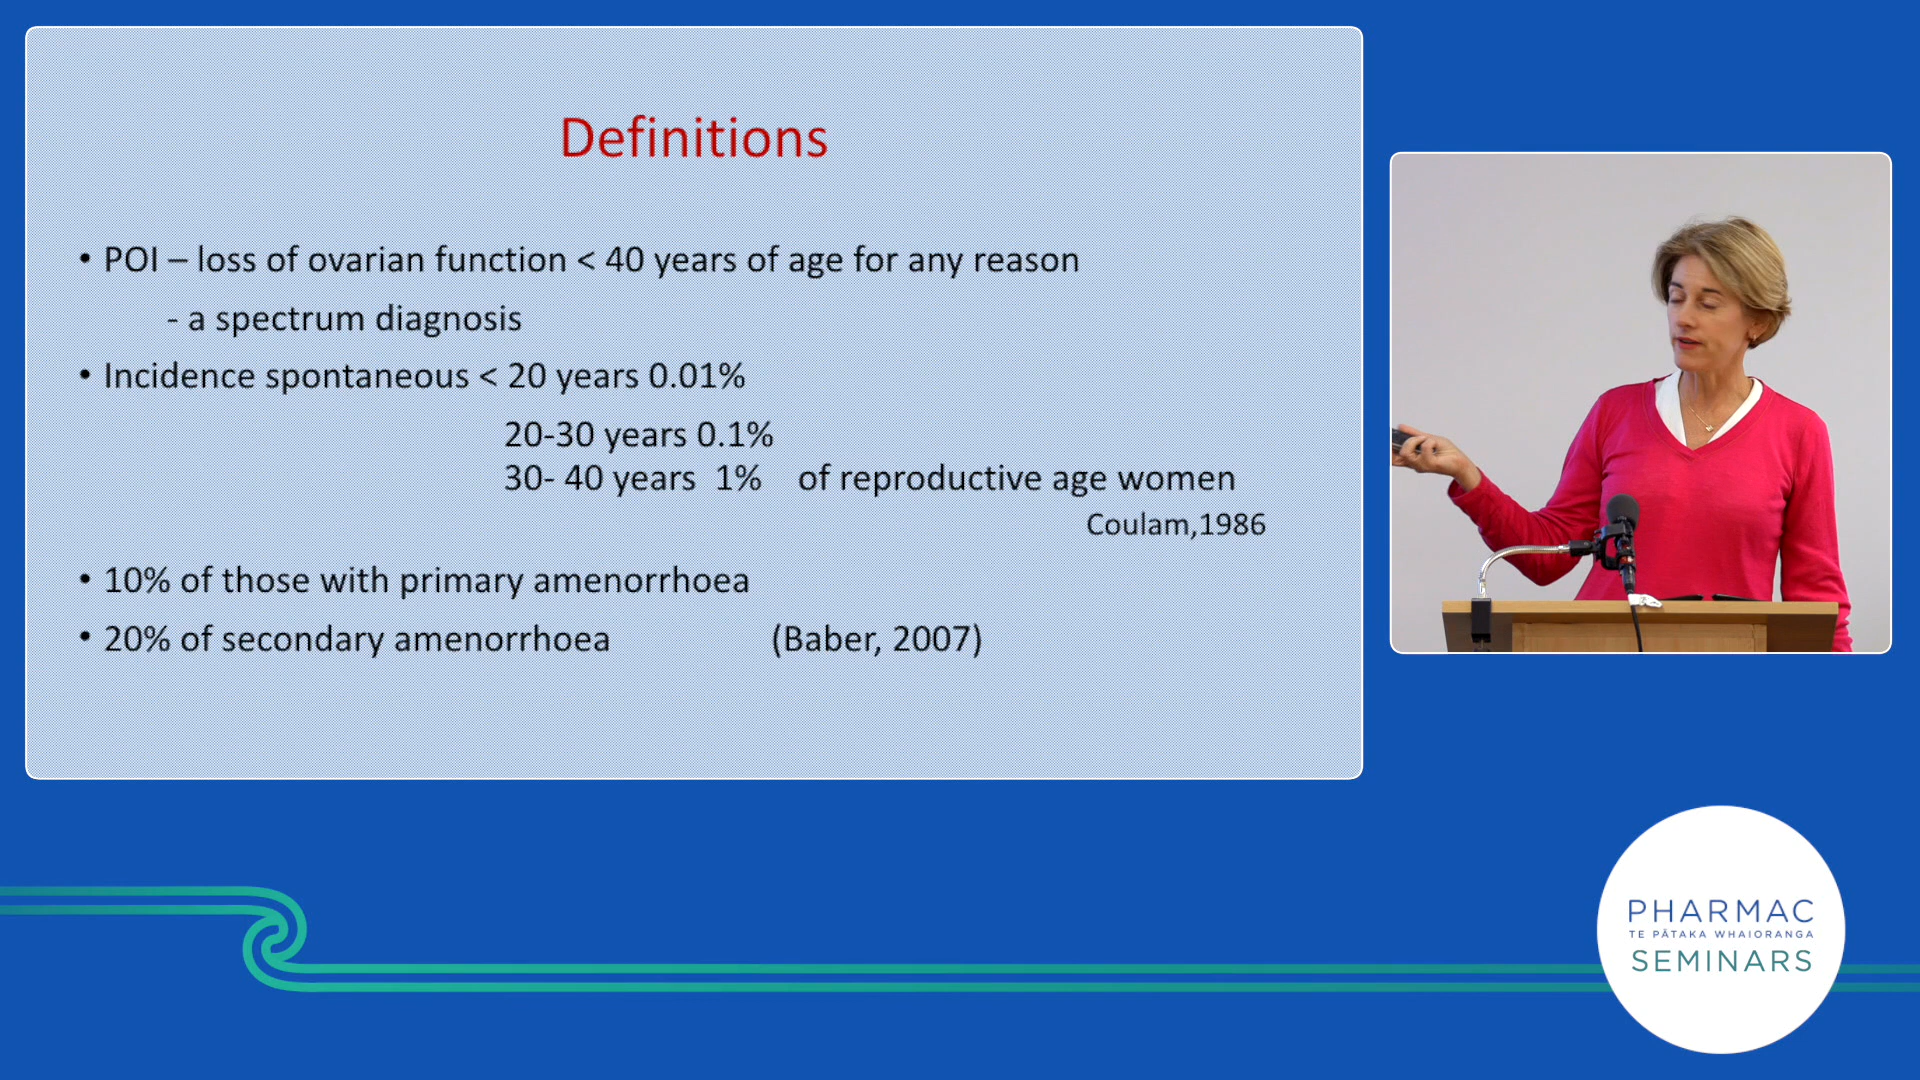 Definitions
• POI – loss of ovarian function < 40 years of age for any reason
- a spectrum diagnosis
• Incidence spontaneous < 20 years 0.01%
20-30 years 0.1%
30- 40 years 1% of reproductive age women
Coulam,1986
• 10% of those with primary amenorrhoea
• 20% of secondary amenorrhoea (Baber, 2007)
PHARMAC
TE PĀTAKA WHAIORANGA
SEMINARS